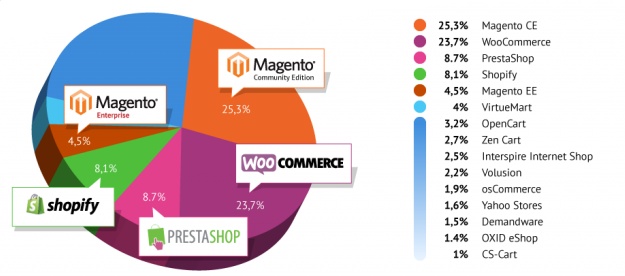 Magento
Community Edition
25,3%
Magento
Enterprise
4,5%
WOO COMMERCE
23,7%
8,1%
shopify
8.7%
PRESTASHOP
25,3% Magento CE
23,7% WooCommerce
8.7% PrestaShop
8,1% Shopify
4,5% Magento EE
4% VirtueMart
3,2% OpenCart
2,7% Zen Cart
2,5% Interspire Internet Shop
2,2% Volusion
1,9% osCommerce
1,6% Yahoo Stores
1,5% Demandware
1.4% OXID eShop
1% CS-Cart